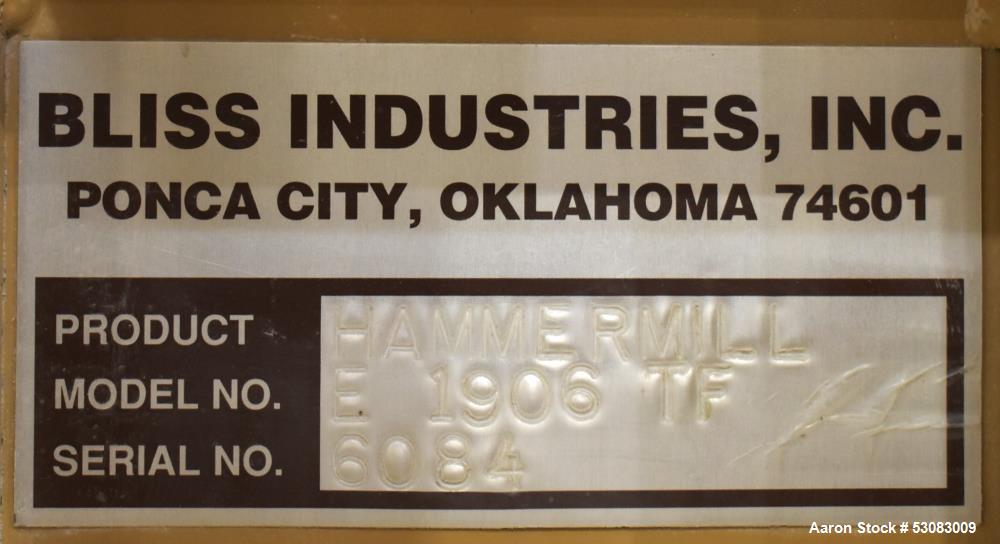 BLISS INDUSTRIES, INC.
PONCA CITY, OKLAHOMA 74601
PRODUCT HAMMERMILL
MODEL NO. E 1906 TF
SERIAL NO. 6084
Aaron Stock # 53083009